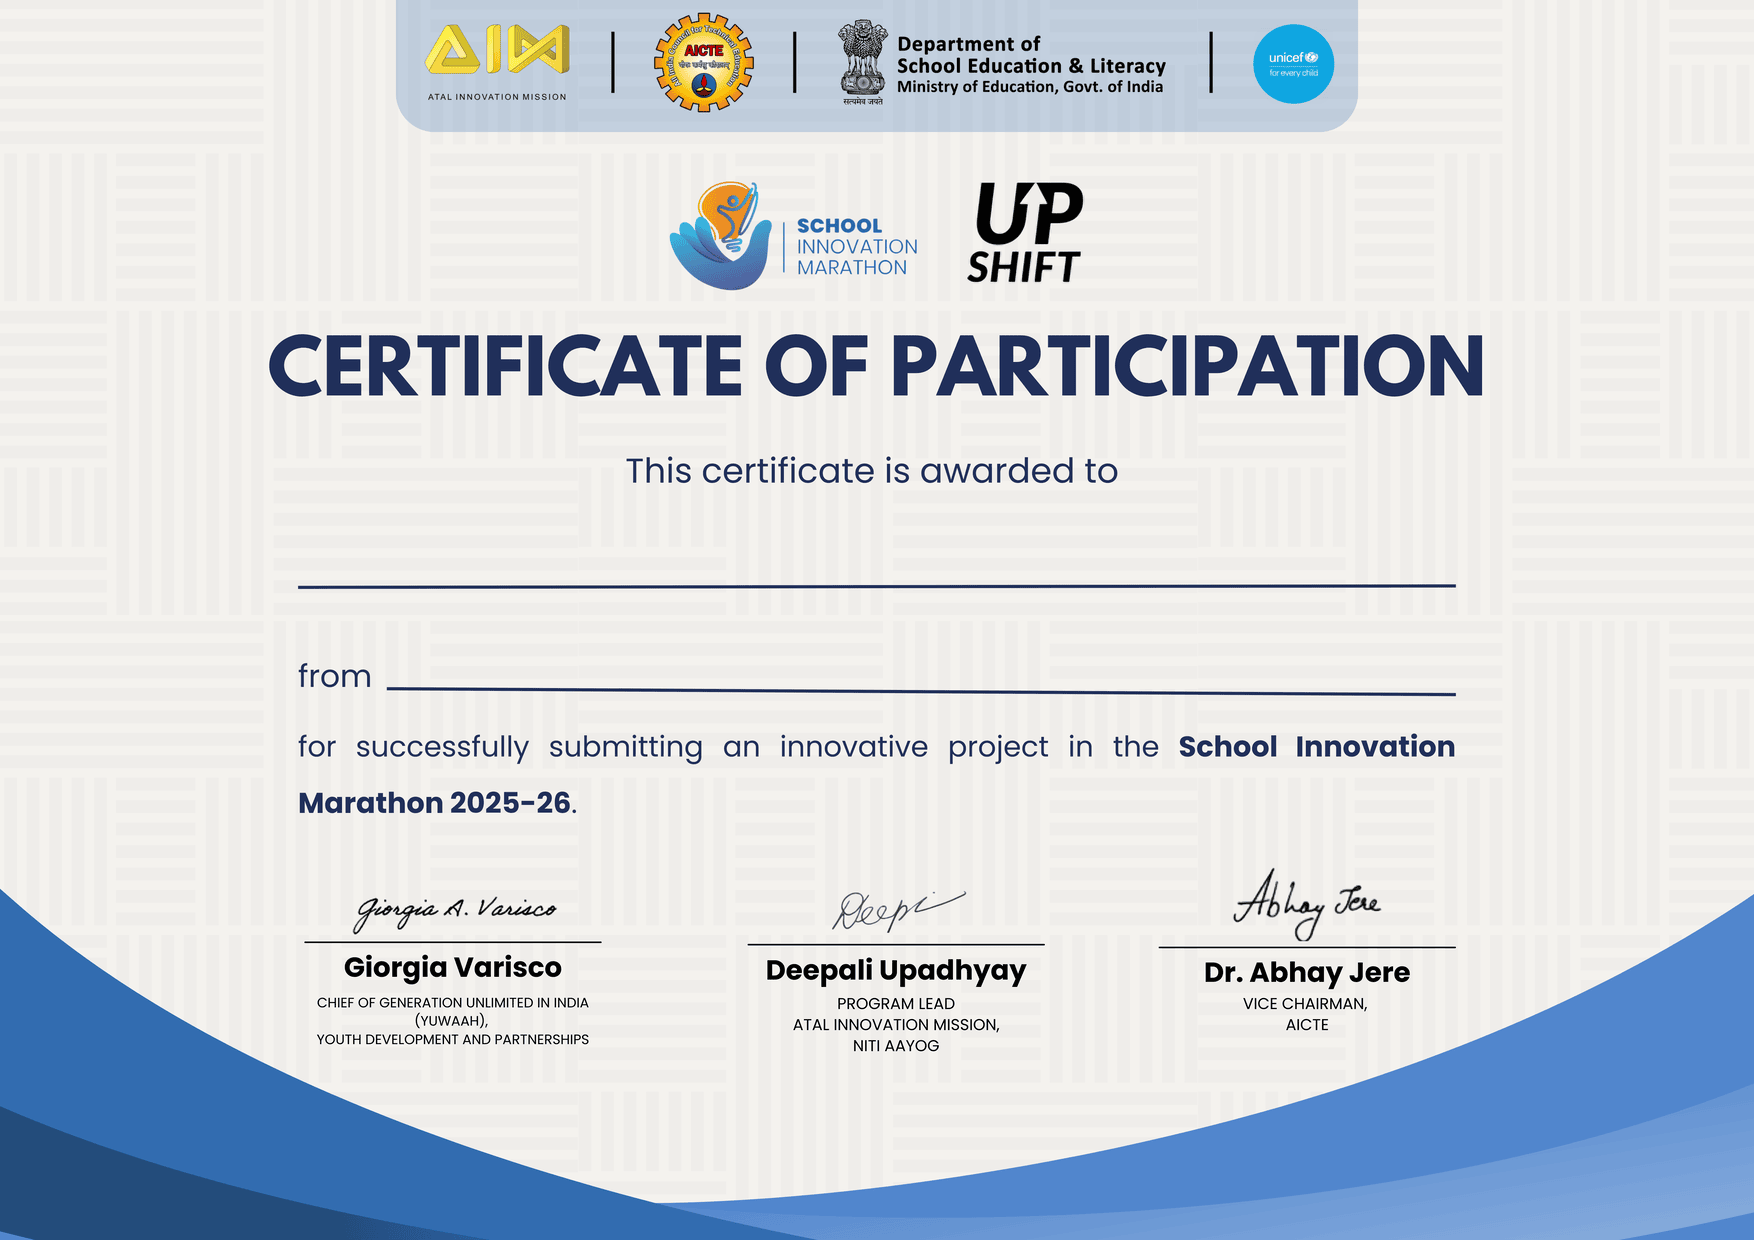 ATAL INNOVATION MISSION
All India Council for Technical Education
AICTE
योगः कर्मसु कौशलम्
सत्यमेव जयते
Department of
School Education & Literacy
Ministry of Education, Govt. of India
unicef
for every child
SCHOOL
INNOVATION
MARATHON
UP
SHIFT
CERTIFICATE OF PARTICIPATION
This certificate is awarded to
from
for successfully submitting an innovative project in the School Innovation
Marathon 2025-26.
Giorgia A. Varisco
Giorgia Varisco
CHIEF OF GENERATION UNLIMITED IN INDIA
(YUWAAH),
YOUTH DEVELOPMENT AND PARTNERSHIPS
Deepi
Deepali Upadhyay
PROGRAM LEAD
ATAL INNOVATION MISSION,
NITI AAYOG
Abhay Jere
Dr. Abhay Jere
VICE CHAIRMAN,
AICTE